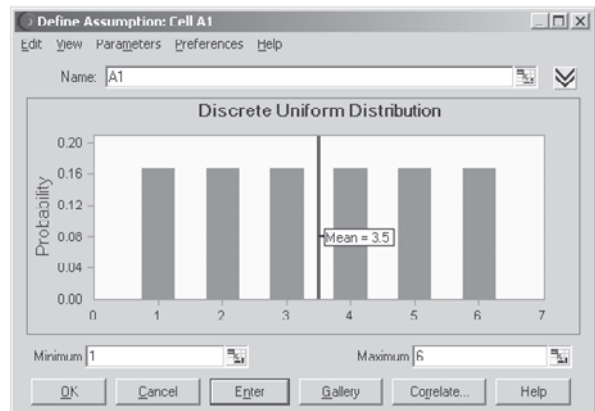 Define Assumption: Cell A1
Edit View Parameters Preferences Help
Name: A1
Discrete Uniform Distribution
Probability
0.20
0.16
0.12
0.08
0.04
0.00
Mean = 3.5
0 1 2 3 4 5 6 7
Minimum 1 Maximum 6
OK Cancel Enter Gallery Correlate... Help